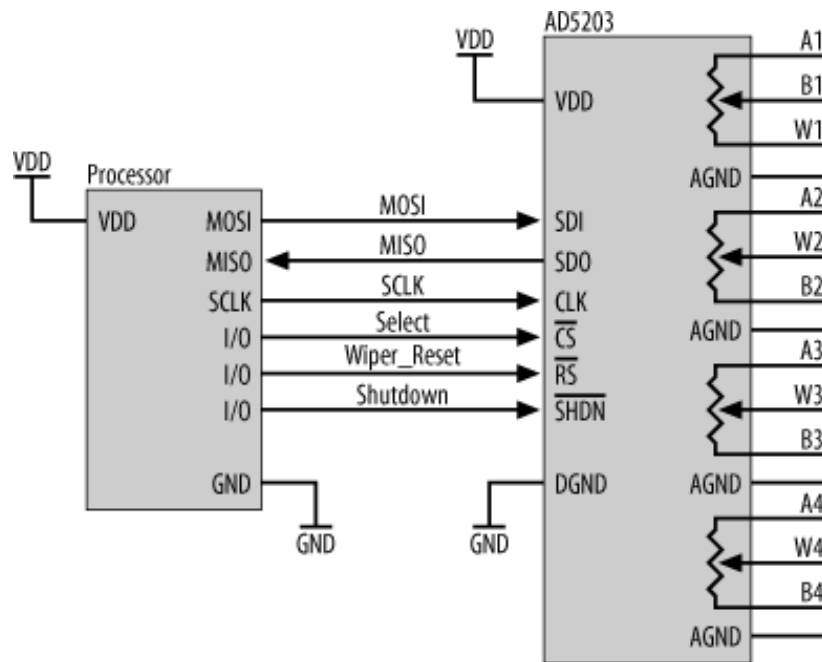 AD5203
VDD
A1
VDD
B1
W1
AGND
VDD
Processor
A2
VDD
MOSI
MOSI
SDI
W2
MISO
MISO
SDO
B2
SCLK
SCLK
CLK
AGND
I/O
Select
CS
A3
I/O
Wiper_Reset
RS
W3
I/O
Shutdown
SHDN
B3
GND
DGND
AGND
A4
GND
GND
W4
B4
AGND